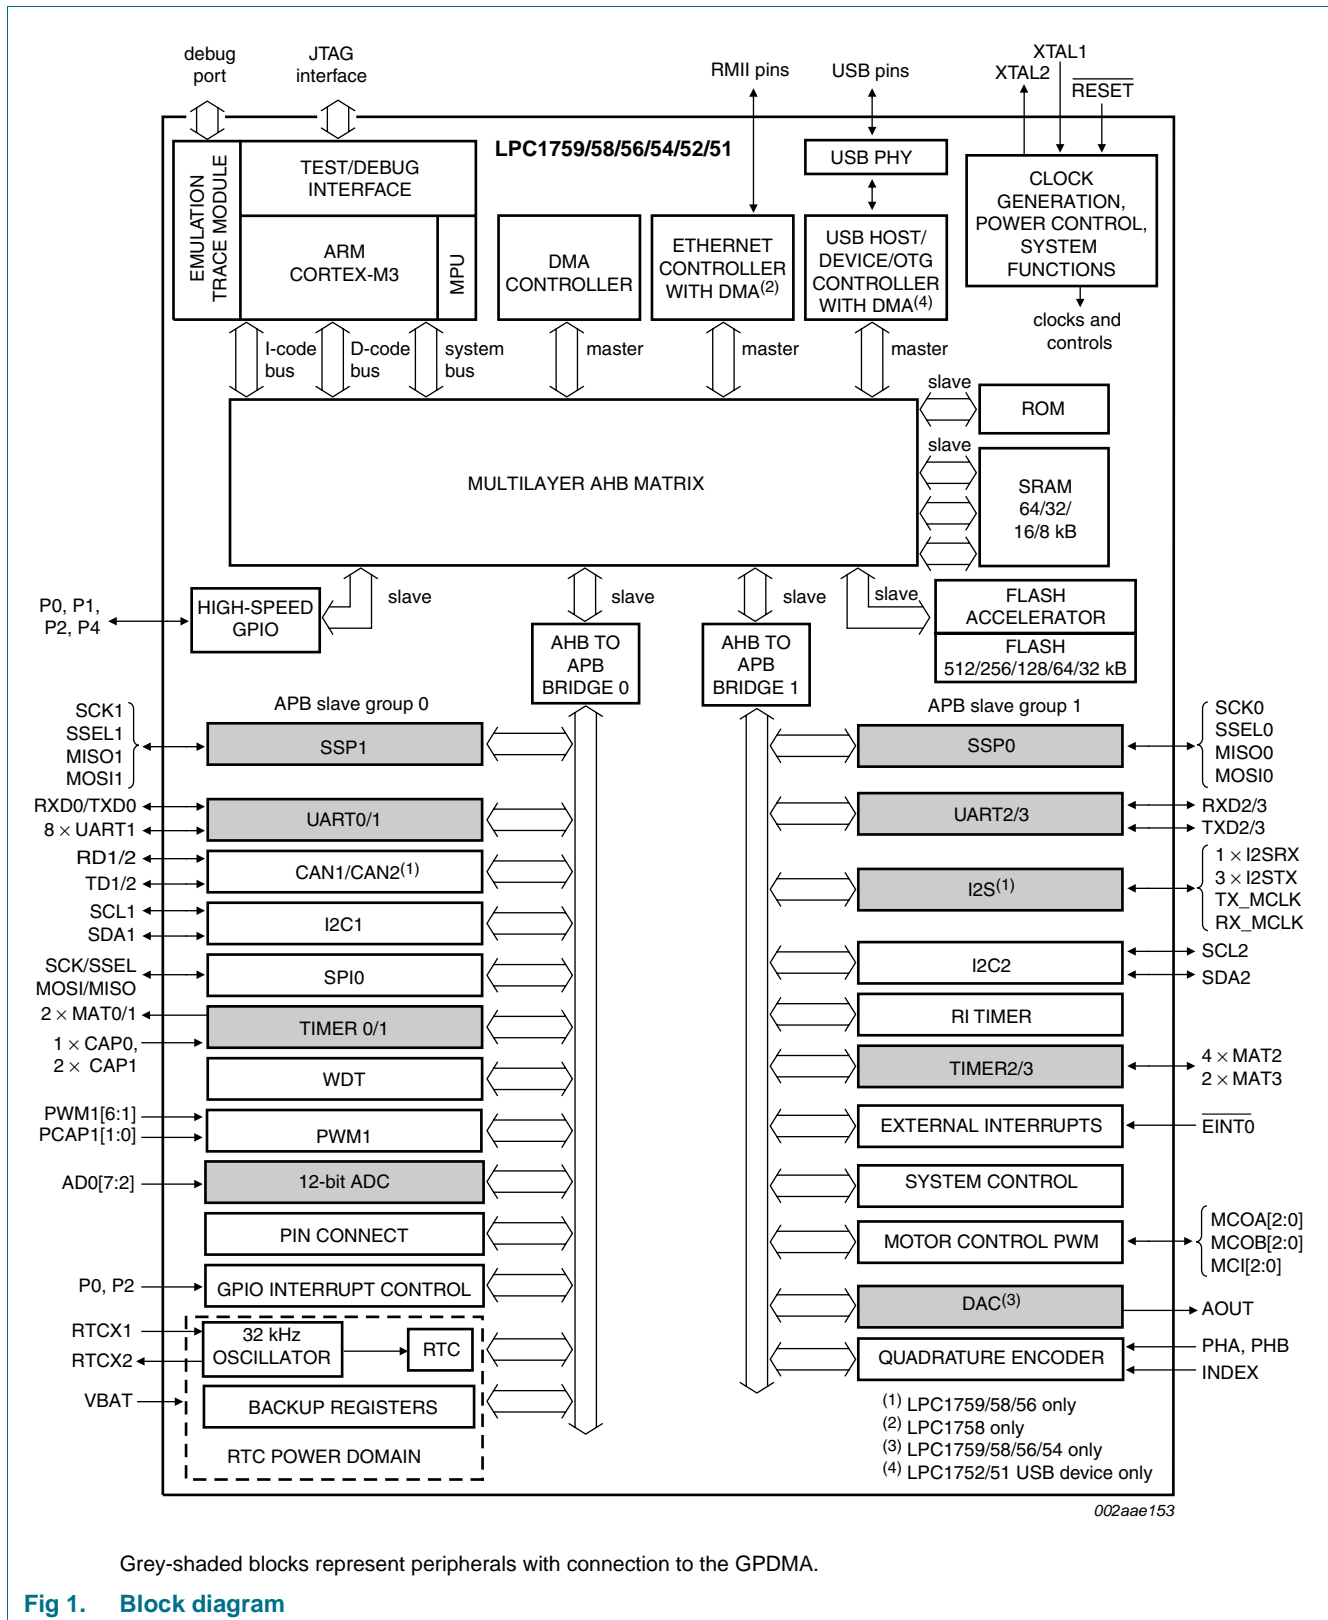 debug
port
JTAG
interface
RMII pins
USB pins
XTAL1
XTAL2
RESET
LPC1759/58/56/54/52/51
EMULATION
TRACE MODULE
TEST/DEBUG
INTERFACE
ARM
CORTEX-M3
MPU
DMA
CONTROLLER
ETHERNET
CONTROLLER
WITH DMA(2)
USB PHY
USB HOST/
DEVICE/OTG
CONTROLLER
WITH DMA(4)
CLOCK
GENERATION,
POWER CONTROL,
SYSTEM
FUNCTIONS
clocks and
controls
I-code
bus
D-code
bus
system
bus
master
master
master
slave
ROM
slave
SRAM
64/32/
16/8 kB
MULTILAYER AHB MATRIX
P0, P1,
P2, P4
HIGH-SPEED
GPIO
slave
slave
slave
slave
AHB TO
APB
BRIDGE 0
AHB TO
APB
BRIDGE 1
FLASH
ACCELERATOR
FLASH
512/256/128/64/32 kB
APB slave group 0
SCK1
SSEL1
MISO1
MOSI1
SSP1
RXD0/TXD0
8 × UART1
UART0/1
RD1/2
TD1/2
CAN1/CAN2(1)
SCL1
SDA1
I2C1
SCK/SSEL
MOSI/MISO
SPI0
2 × MAT0/1
1 × CAP0,
2 × CAP1
TIMER 0/1
WDT
PWM1[6:1]
PCAP1[1:0]
PWM1
AD0[7:2]
12-bit ADC
PIN CONNECT
P0, P2
GPIO INTERRUPT CONTROL
RTCX1
RTCX2
32 kHz
OSCILLATOR
RTC
VBAT
BACKUP REGISTERS
RTC POWER DOMAIN
APB slave group 1
SSP0
SCK0
SSEL0
MISO0
MOSI0
UART2/3
RXD2/3
TXD2/3
I2S(1)
1 × I2SRX
3 × I2STX
TX_MCLK
RX_MCLK
I2C2
SCL2
SDA2
RI TIMER
TIMER2/3
4 × MAT2
2 × MAT3
EXTERNAL INTERRUPTS
EINT0
SYSTEM CONTROL
MOTOR CONTROL PWM
MCOA[2:0]
MCOB[2:0]
MCI[2:0]
DAC(3)
AOUT
QUADRATURE ENCODER
PHA, PHB
INDEX
(1) LPC1759/58/56 only
(2) LPC1758 only
(3) LPC1759/58/56/54 only
(4) LPC1752/51 USB device only
002aae153
Grey-shaded blocks represent peripherals with connection to the GPDMA.
Fig 1. Block diagram